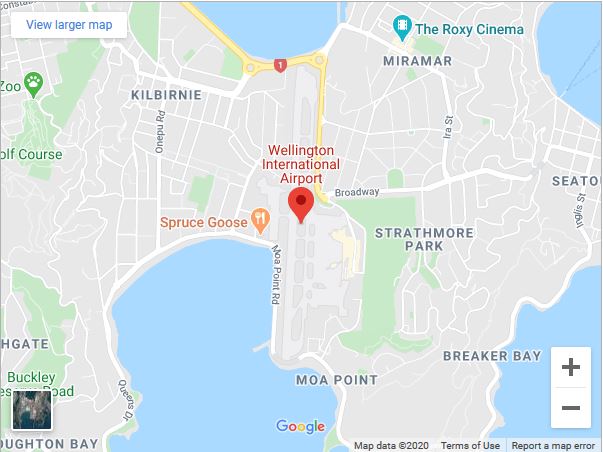 Constable
View larger map
The Roxy Cinema
1
MIRAMAR
Zoo
KILBIRNIE
Onepu Rd
Ira St
olf Course
Wellington
International
Airport
Broadway
SEATOU
Inglis St
Spruce Goose
STRATHMORE
PARK
Moa Point Rd
HGATE
BREAKER BAY
Buckley
Road
Queens Dr
MOA POINT
+
−
Google
OUGHTON BAY
Map data ©2020
Terms of Use
Report a map error